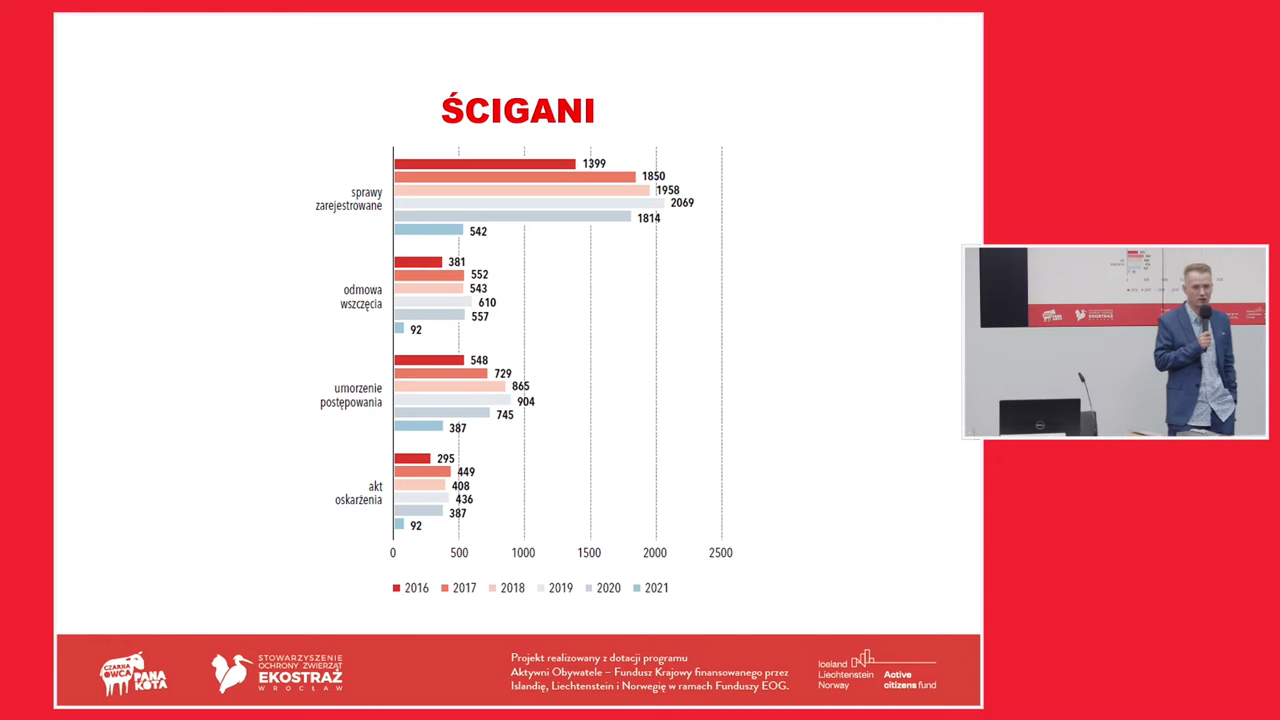 ŚCIGANI
sprawy
zarejestrowane
1399
1850
1958
2069
1814
542
odmowa
wszczęcia
381
552
543
610
557
92
umorzenie
postępowania
548
729
865
904
745
387
akt
oskarżenia
295
449
408
436
387
92
0 500 1000 1500 2000 2500
2016 2017 2018 2019 2020 2021
CZARNA
OWCA
PANA
KOTA
STOWARZYSZENIE
OCHRONY ZWIERZĄT
EKOSTRAŻ
WROCŁAW
Projekt realizowany z dotacji programu
Aktywni Obywatele – Fundusz Krajowy finansowanego przez
Islandię, Liechtenstein i Norwegię w ramach Funduszy EOG.
Iceland
Liechtenstein
Norway
Active
citizens fund
PANA
KOTA
EKOSTRAŻ